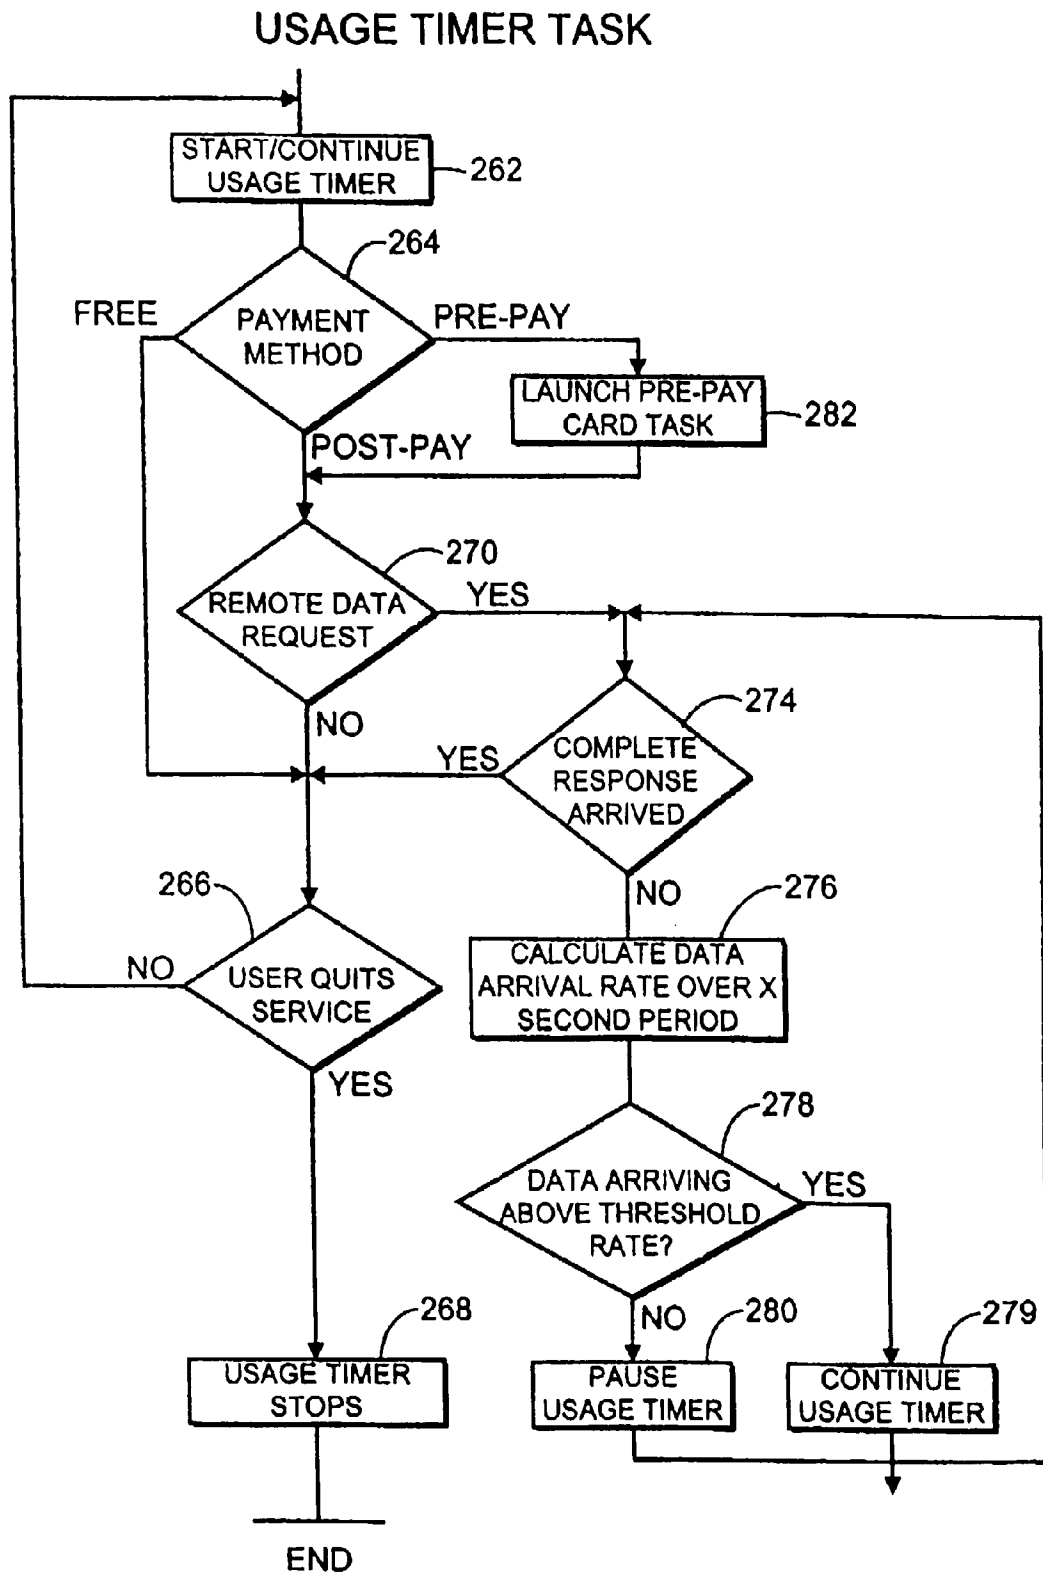 USAGE TIMER TASK
START/CONTINUE
USAGE TIMER
262
264
FREE
PAYMENT
METHOD
PRE-PAY
LAUNCH PRE-PAY
CARD TASK
282
POST-PAY
270
REMOTE DATA
REQUEST
YES
NO
274
YES
COMPLETE
RESPONSE
ARRIVED
NO
266
NO
USER QUITS
SERVICE
YES
276
CALCULATE DATA
ARRIVAL RATE OVER X
SECOND PERIOD
278
DATA ARRIVING
ABOVE THRESHOLD
RATE?
YES
NO
268
USAGE TIMER
STOPS
280
PAUSE
USAGE TIMER
279
CONTINUE
USAGE TIMER
END